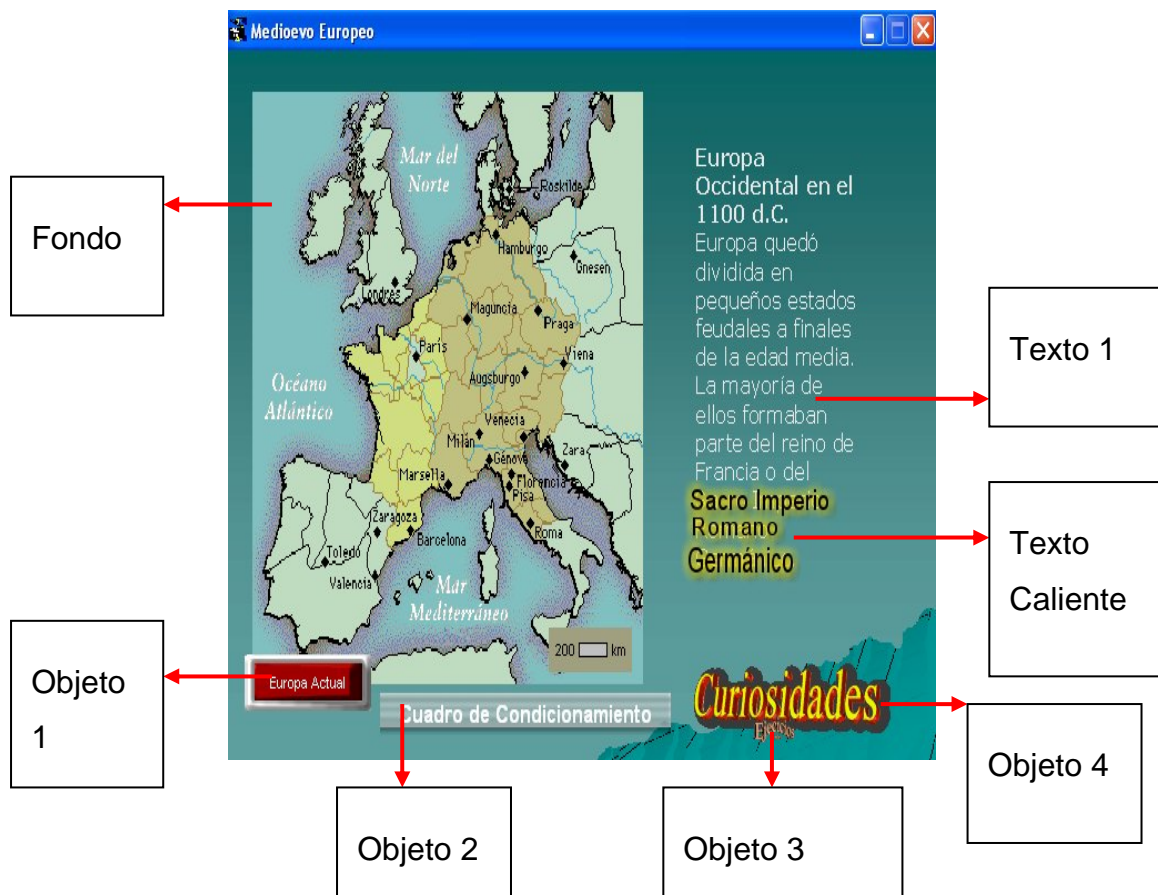 Medioevo Europeo
Mar del
Norte
Roskilde
Hamburgo
Gnesen
Londres
Maguncia
Praga
París
Viena
Augsburgo
Océano
Atlántico
Venecia
Milán
Zara
Génova
Marsella
Florencia
Pisa
Zaragoza
Roma
Barcelona
Toledo
Valencia
Mar
Mediterráneo
200 km
Europa
Occidental en el
1100 d.C.
Europa quedó
dividida en
pequeños estados
feudales a finales
de la edad media.
La mayoría de
ellos formaban
parte del reino de
Francia o del
Sacro Imperio
Romano
Germánico
Europa Actual
Cuadro de Condicionamiento
Curiosidades
Ejecicios
Fondo
Texto 1
Texto
Caliente
Objeto
1
Objeto 2
Objeto 3
Objeto 4